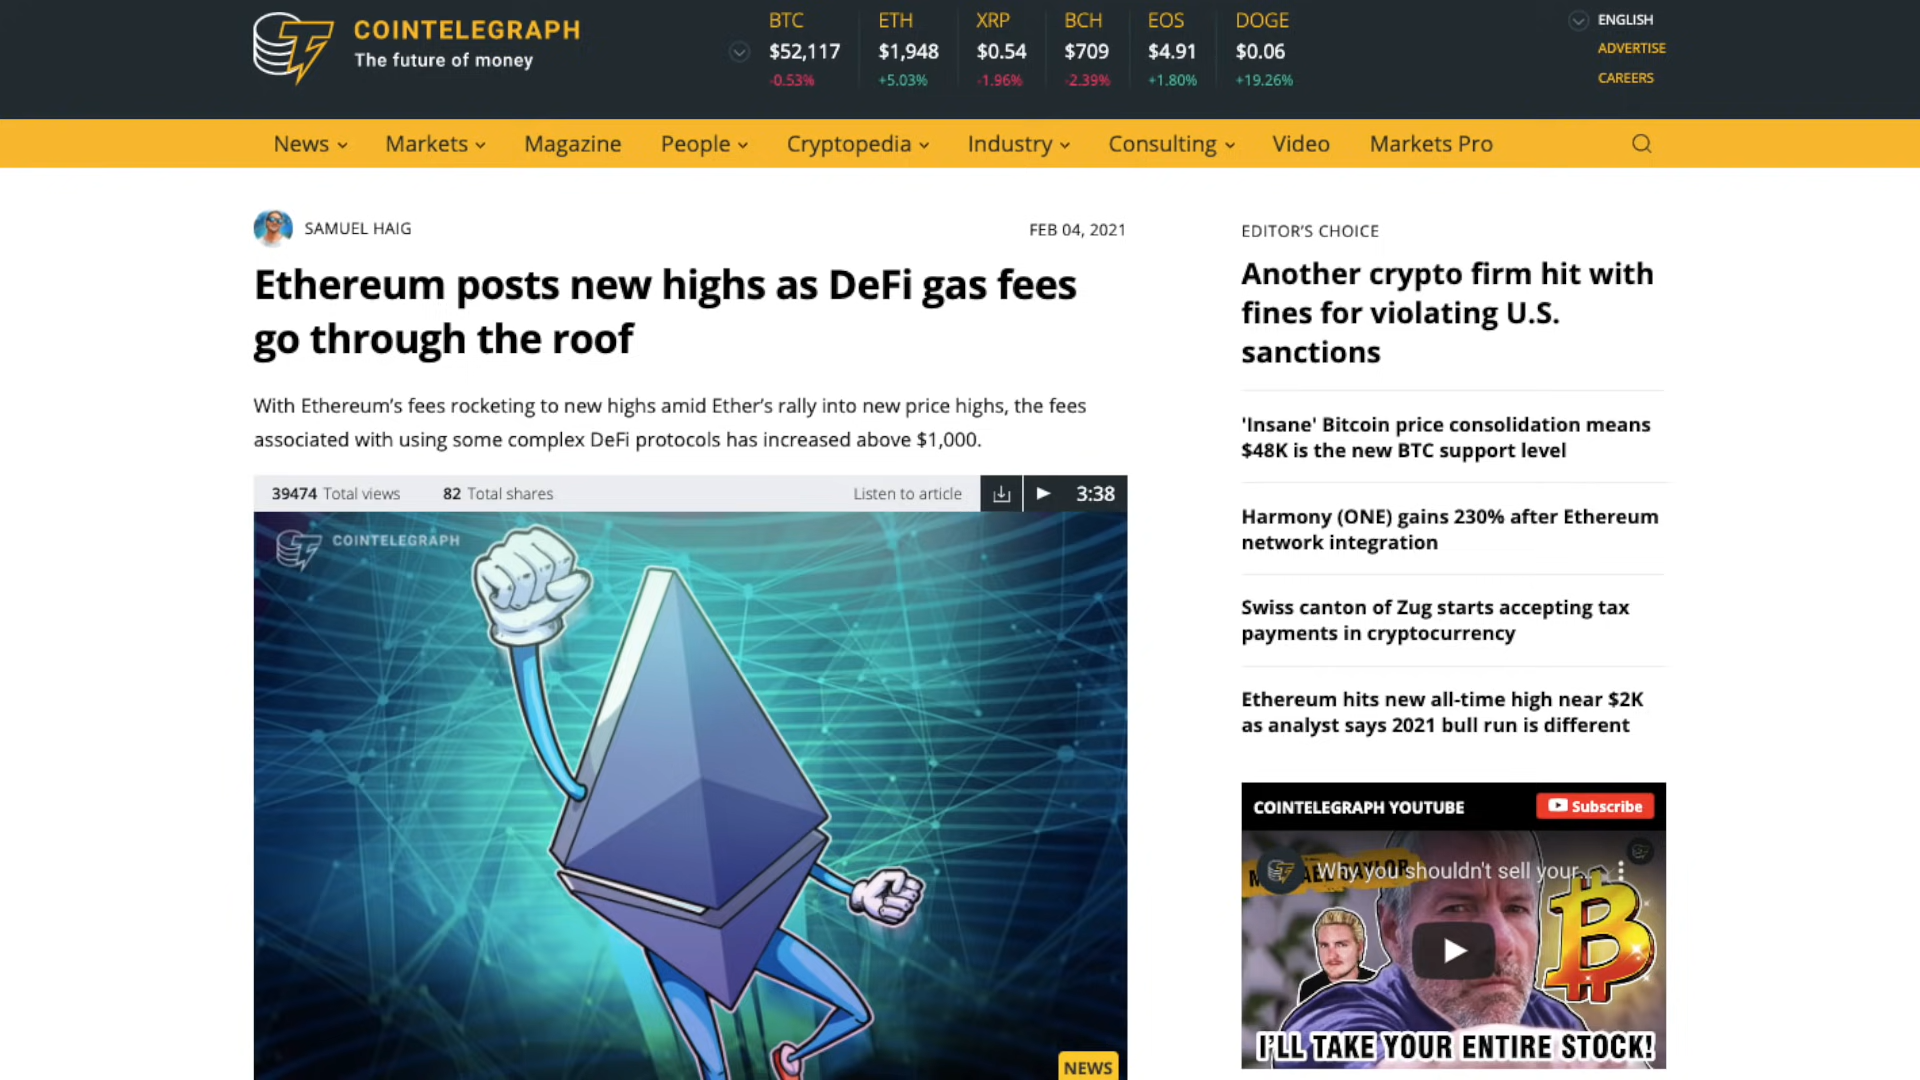 COINTELEGRAPH
The future of money
BTC
$52,117
-0.53%
ETH
$1,948
+5.03%
XRP
$0.54
-1.96%
BCH
$709
-2.39%
EOS
$4.91
+1.80%
DOGE
$0.06
+19.26%
ENGLISH
ADVERTISE
CAREERS
News Markets Magazine People Cryptopedia Industry Consulting Video Markets Pro
SAMUEL HAIG
FEB 04, 2021
Ethereum posts new highs as DeFi gas fees
go through the roof
With Ethereum’s fees rocketing to new highs amid Ether’s rally into new price highs, the fees
associated with using some complex DeFi protocols has increased above $1,000.
39474 Total views 82 Total shares Listen to article 3:38
COINTELEGRAPH
NEWS
EDITOR’S CHOICE
Another crypto firm hit with
fines for violating U.S.
sanctions
'Insane' Bitcoin price consolidation means
$48K is the new BTC support level
Harmony (ONE) gains 230% after Ethereum
network integration
Swiss canton of Zug starts accepting tax
payments in cryptocurrency
Ethereum hits new all-time high near $2K
as analyst says 2021 bull run is different
COINTELEGRAPH YOUTUBE
Subscribe
Why you shouldn't sell your...
I'LL TAKE YOUR ENTIRE STOCK!